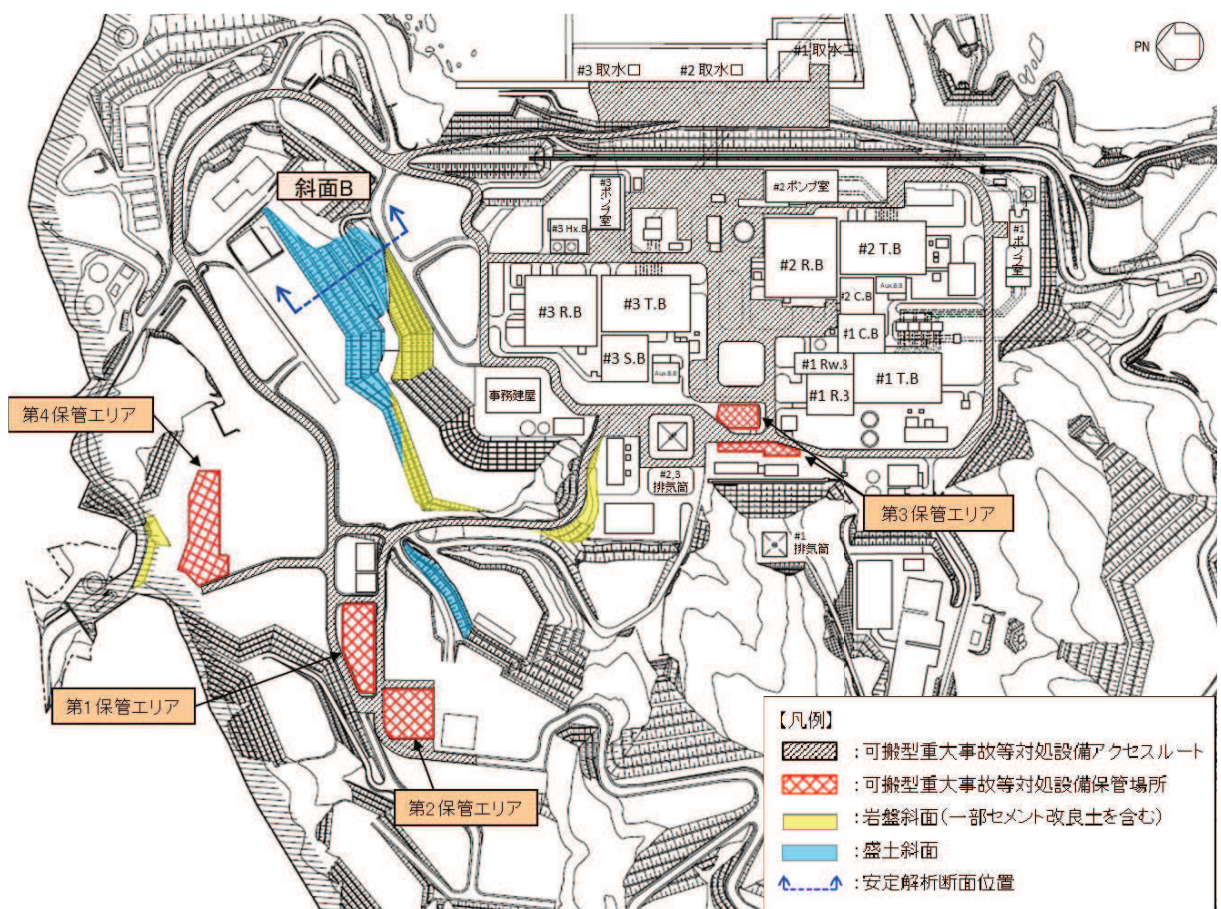 #1 取水口
#3 取水口
#2 取水口
PN
斜面B
#3 ポンプ室
#2 ポンプ室
#1 ポンプ室
#3 Hx.B
#2 R.B
#2 T.B
Aux.B.B
#2 C.B
#3 R.B
#3 T.B
#1 C.B
#3 S.B
Aux.B.B
#1 Rw.B
#1 T.B
#1 R.B
事務建屋
第4保管エリア
#2,3
排気筒
第3保管エリア
#1
排気筒
第1保管エリア
第2保管エリア
【凡例】
:可搬型重大事故等対処設備アクセスルート
:可搬型重大事故等対処設備保管場所
:岩盤斜面(一部セメント改良土を含む)
:盛土斜面
:安定解析断面位置